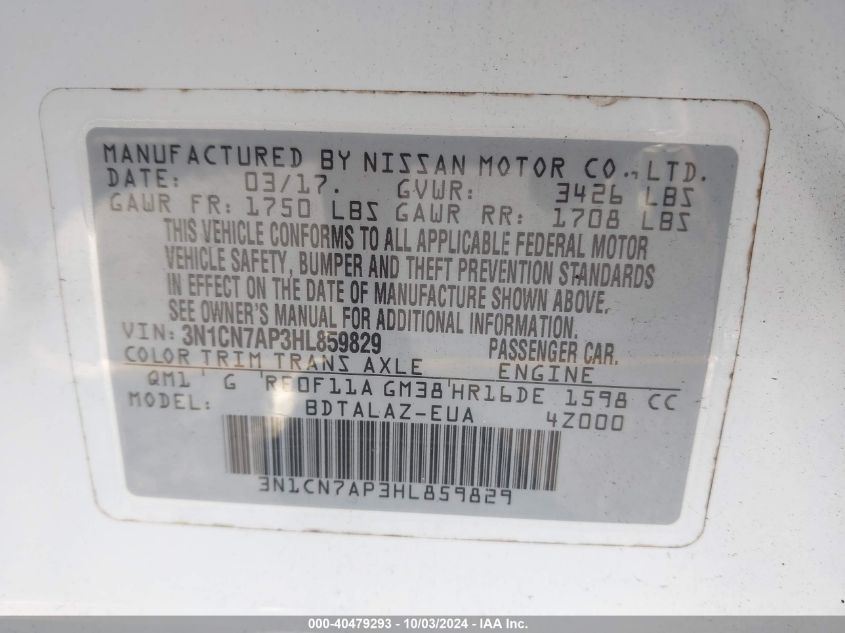 MANUFACTURED BY NISSAN MOTOR CO., LTD.
DATE: 03/17. GVWR: 3426 LBS
GAWR FR: 1750 LBS GAWR RR: 1708 LBS
THIS VEHICLE CONFORMS TO ALL APPLICABLE FEDERAL MOTOR
VEHICLE SAFETY, BUMPER AND THEFT PREVENTION STANDARDS
IN EFFECT ON THE DATE OF MANUFACTURE SHOWN ABOVE.
SEE OWNER'S MANUAL FOR ADDITIONAL INFORMATION.
VIN: 3N1CN7AP3HL859829 PASSENGER CAR.
COLOR TRIM TRANS AXLE ENGINE
QM1 ' G 'RE0F11A GM38'HR16DE 1598 CC
MODEL: BDTALAZ-EUA 4Z000
3N1CN7AP3HL859829
000-40479293 - 10/03/2024 - IAA Inc.